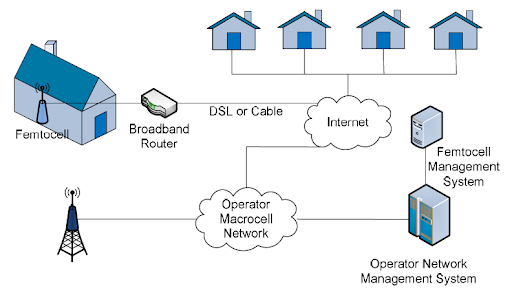 Femtocell
Broadband
Router
DSL or Cable
Internet
Femtocell
Management
System
Operator
Macrocell
Network
Operator Network
Management System